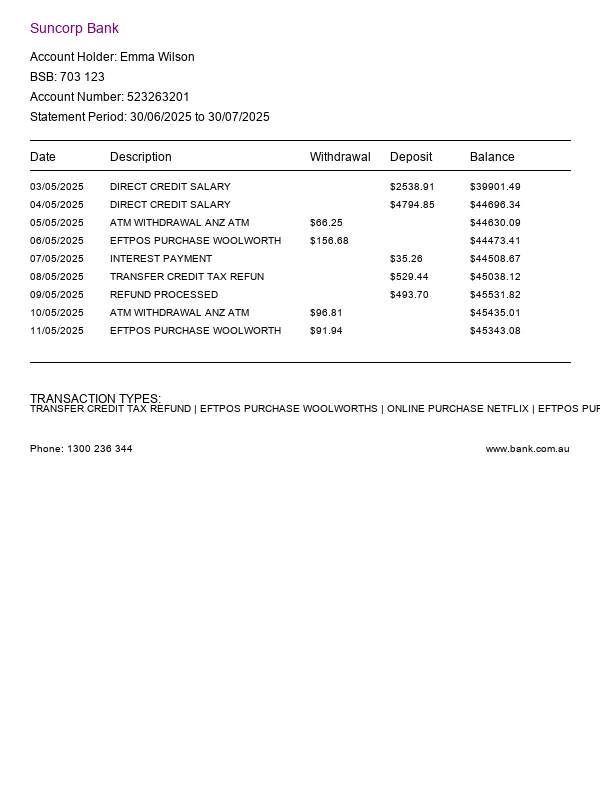 Suncorp Bank
Account Holder: Emma Wilson
BSB: 703 123
Account Number: 523263201
Statement Period: 30/06/2025 to 30/07/2025
Date Description Withdrawal Deposit Balance
03/05/2025 DIRECT CREDIT SALARY $2538.91 $39901.49
04/05/2025 DIRECT CREDIT SALARY $4794.85 $44696.34
05/05/2025 ATM WITHDRAWAL ANZ ATM $66.25 $44630.09
06/05/2025 EFTPOS PURCHASE WOOLWORTH $156.68 $44473.41
07/05/2025 INTEREST PAYMENT $35.26 $44508.67
08/05/2025 TRANSFER CREDIT TAX REFUN $529.44 $45038.12
09/05/2025 REFUND PROCESSED $493.70 $45531.82
10/05/2025 ATM WITHDRAWAL ANZ ATM $96.81 $45435.01
11/05/2025 EFTPOS PURCHASE WOOLWORTH $91.94 $45343.08
TRANSACTION TYPES:
TRANSFER CREDIT TAX REFUND | EFTPOS PURCHASE WOOLWORTHS | ONLINE PURCHASE NETFLIX | EFTPOS PUR
Phone: 1300 236 344 www.bank.com.au